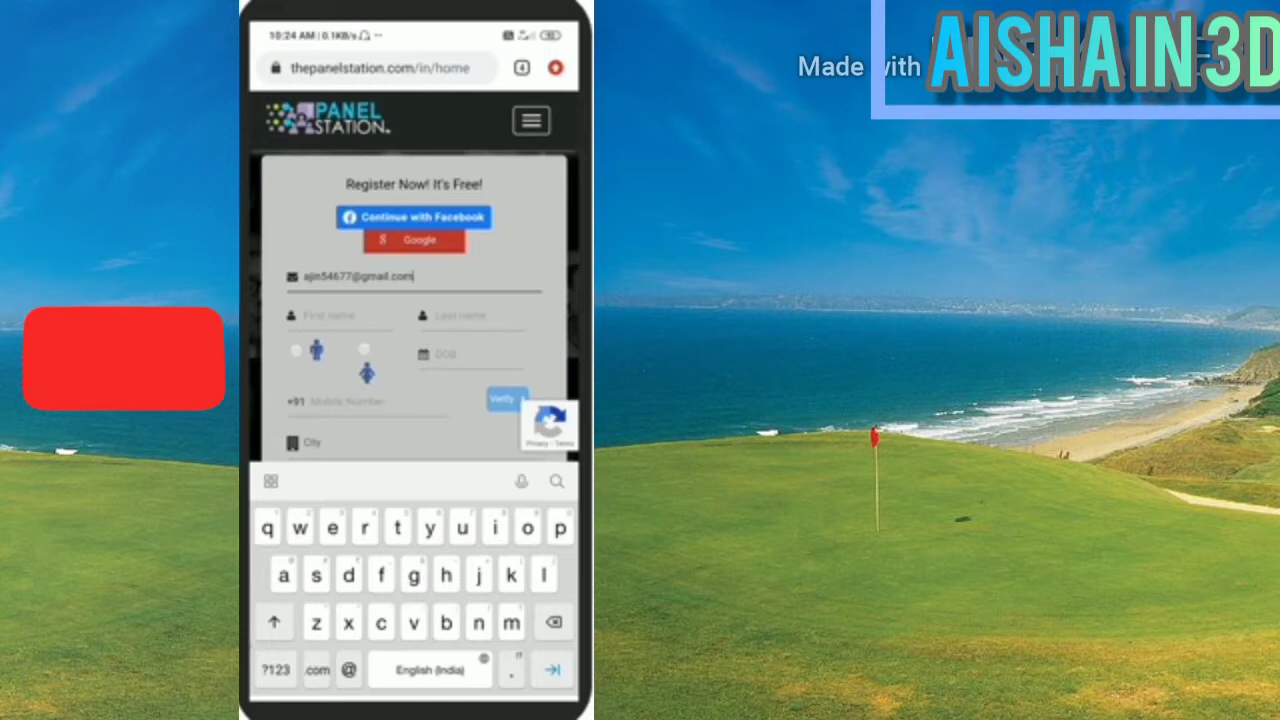 10:24 AM | 0.1KB/s
thepanelstation.com/in/home
4
PANEL
STATION
Register Now! It's Free!
Continue with Facebook
Google
ajin54677@gmail.com
First name
Last name
DOB
+91 Mobile Number
Verify
Privacy - Terms
City
q w e r t y u i o p
a s d f g h j k l
z x c v b n m
?123 .com @ English (India) .
Made with
AISHA IN 3D